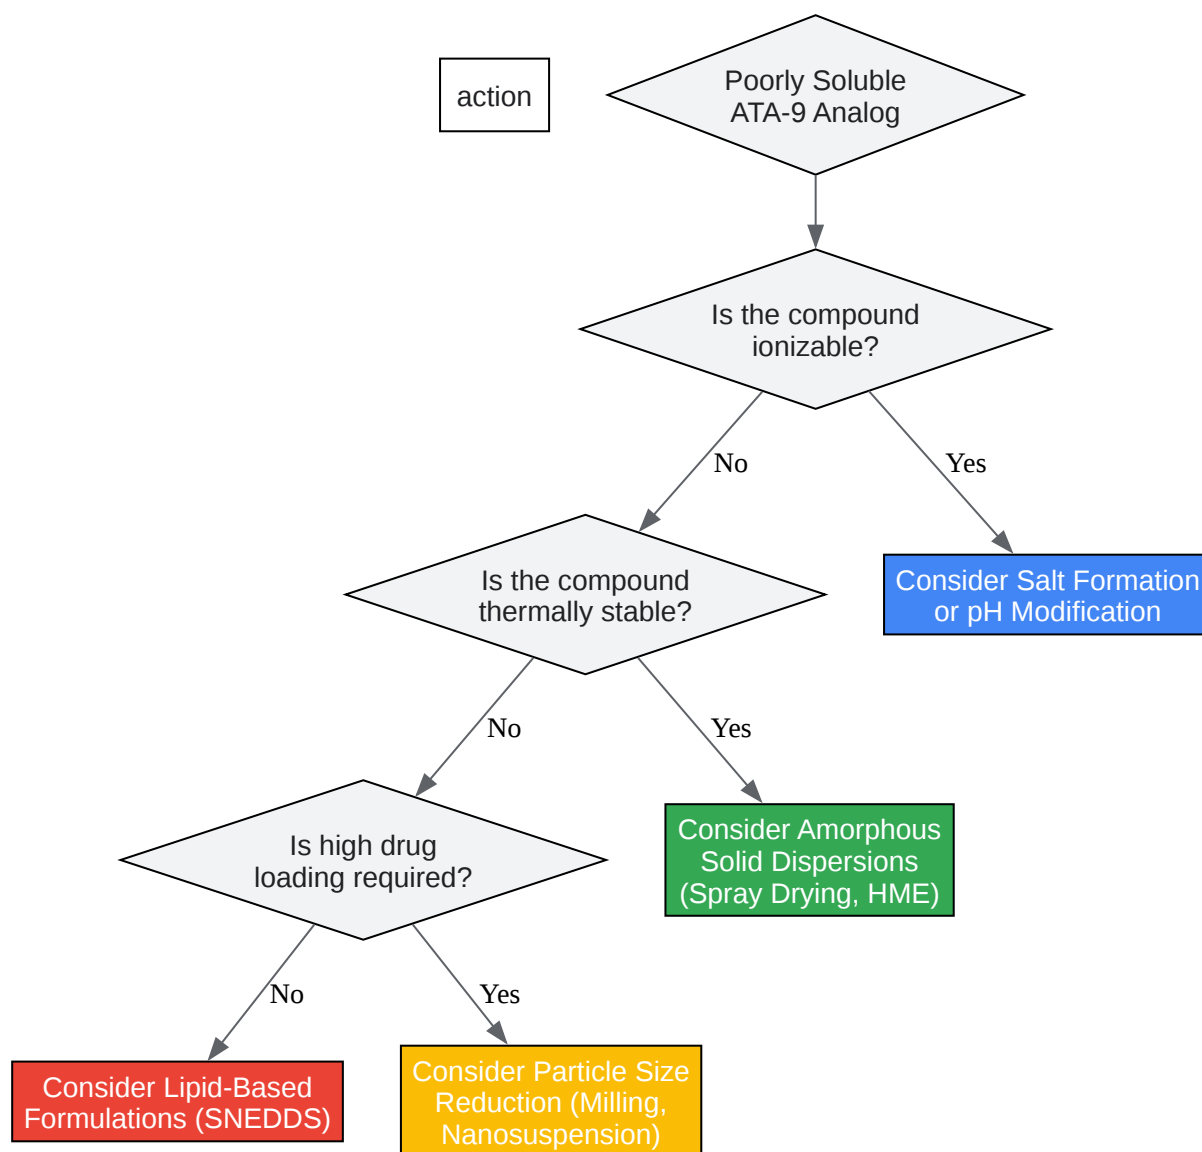 action
Poorly Soluble
ATA-9 Analog
Is the compound
ionizable?
No
Yes
Is the compound
thermally stable?
Consider Salt Formation
or pH Modification
No
Yes
Is high drug
loading required?
Consider Amorphous
Solid Dispersions
(Spray Drying, HME)
No
Yes
Consider Lipid-Based
Formulations (SNEDDS)
Consider Particle Size
Reduction (Milling,
Nanosuspension)